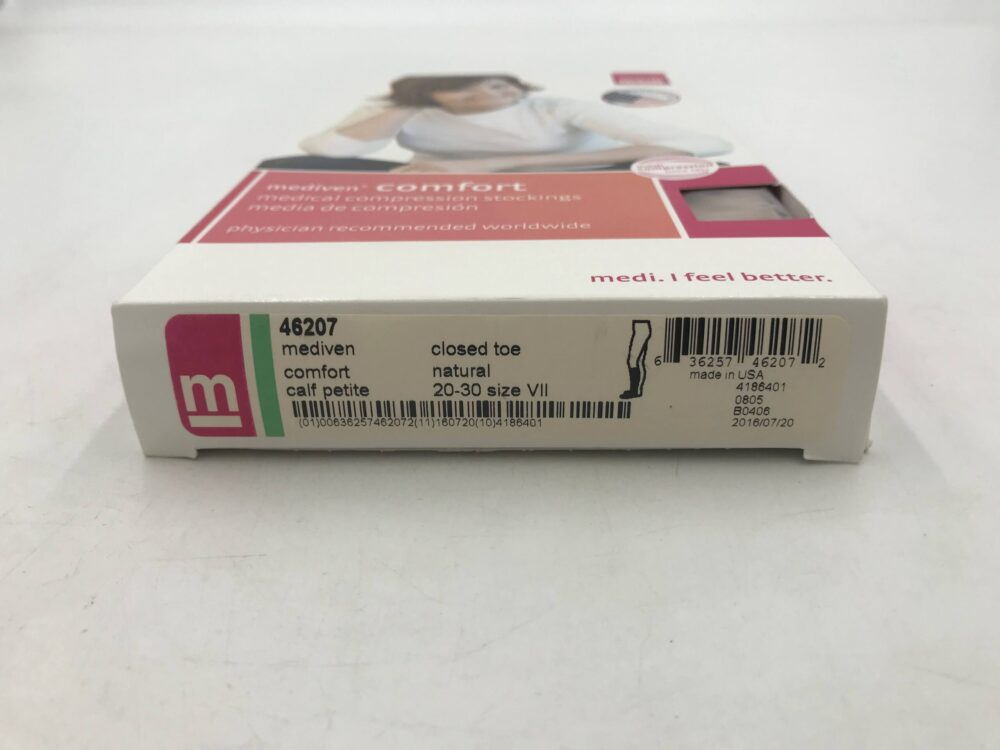 mediven® comfort
medical compression stockings
media de compresión
physician recommended worldwide
medi. I feel better.
m
46207
mediven closed toe
comfort natural
calf petite 20-30 size VII
(01)00636257462072(11)160720(10)4186401
6 36257 46207 2
made in USA
4186401
0805
B0406
2016/07/20